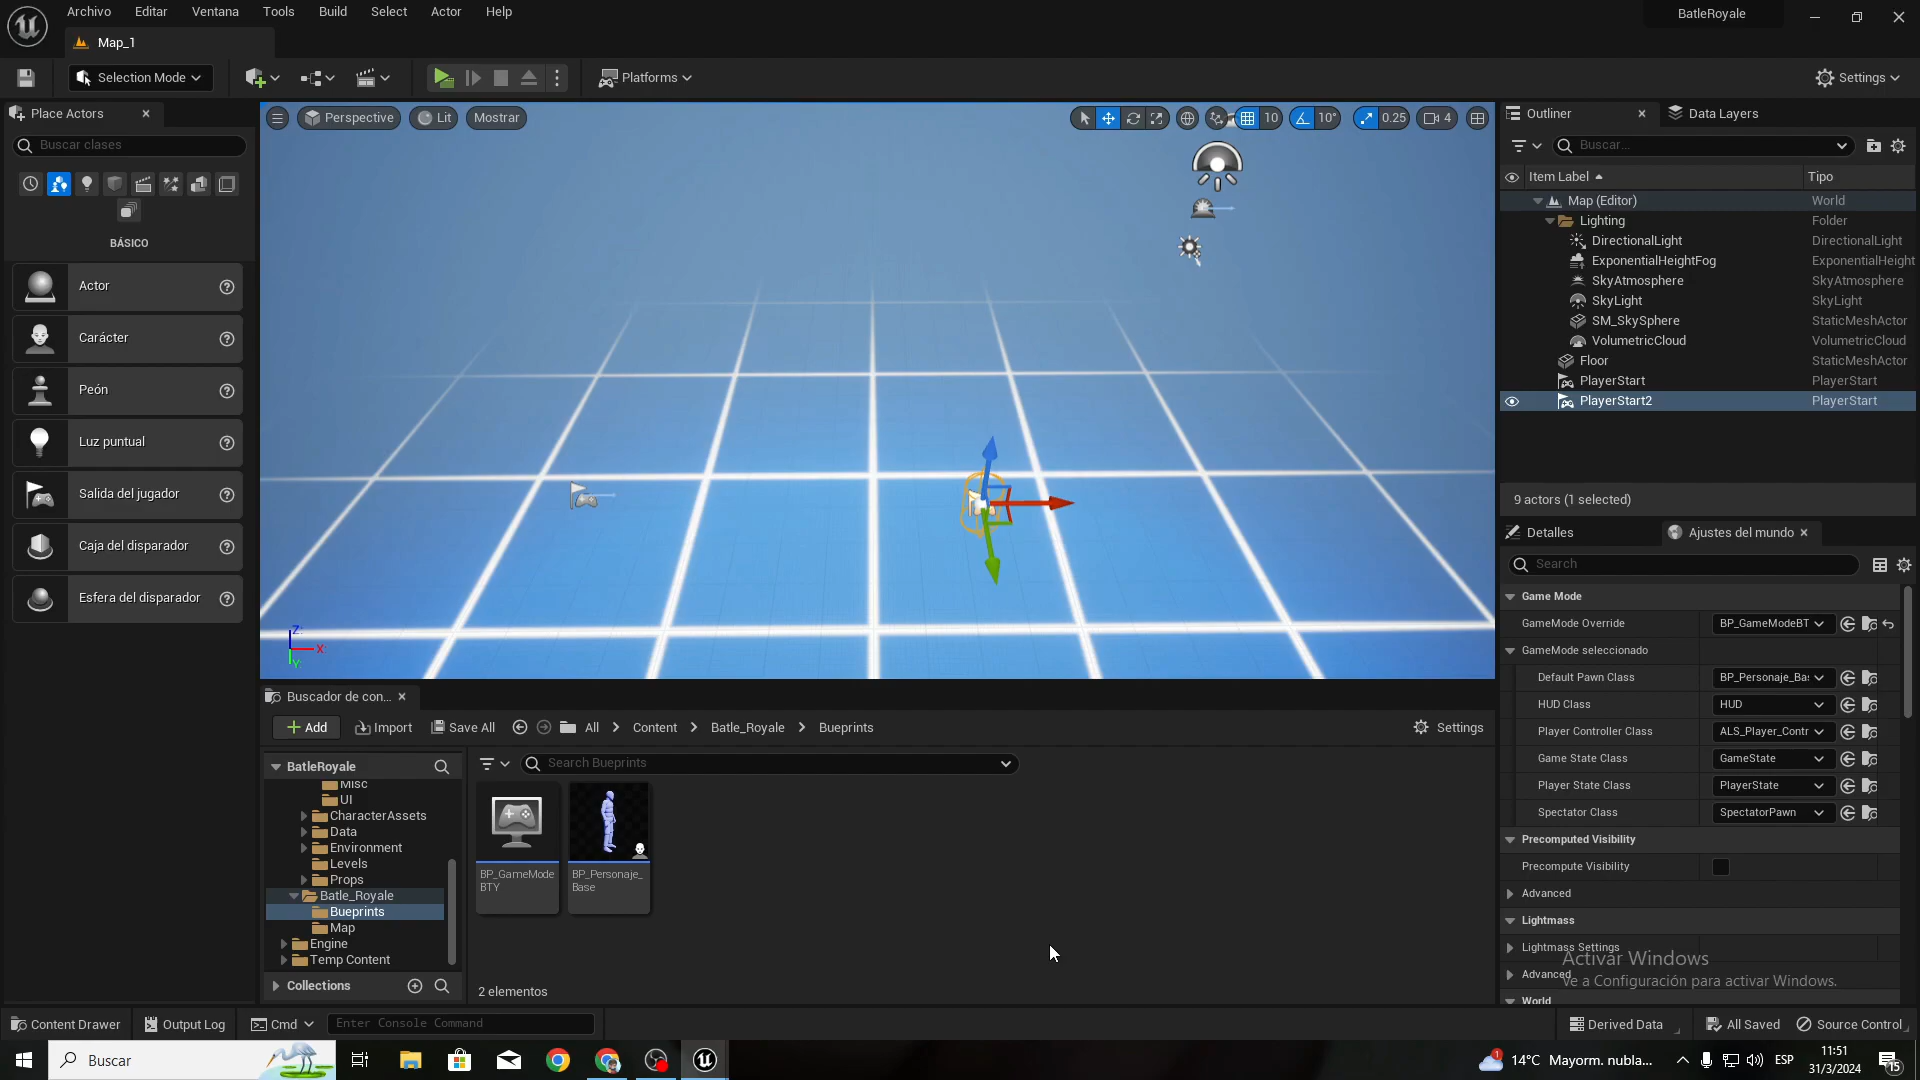 Archivo
Editar
Ventana
Tools
Build
Select
Actor
Help
BatleRoyale
Map_1
Selection Mode
Platforms
Settings
Place Actors
Buscar clases
BÁSICO
Actor
Carácter
Peón
Luz puntual
Salida del jugador
Caja del disparador
Esfera del disparador
Perspective
Lit
Mostrar
10
10°
0.25
4
Z
X
Y
Outliner
Data Layers
Buscar...
Item Label
Tipo
Map (Editor)
World
Lighting
Folder
DirectionalLight
DirectionalLight
ExponentialHeightFog
ExponentialHeight
SkyAtmosphere
SkyAtmosphere
SkyLight
SkyLight
SM_SkySphere
StaticMeshActor
VolumetricCloud
VolumetricCloud
Floor
StaticMeshActor
PlayerStart
PlayerStart
PlayerStart2
PlayerStart
9 actors (1 selected)
Detalles
Ajustes del mundo
Search
Game Mode
GameMode Override
BP_GameModeBT
GameMode seleccionado
Default Pawn Class
BP_Personaje_Ba
HUD Class
HUD
Player Controller Class
ALS_Player_Contr
Game State Class
GameState
Player State Class
PlayerState
Spectator Class
SpectatorPawn
Precomputed Visibility
Precompute Visibility
Advanced
Lightmass
Lightmass Settings
Advanced
World
Activar Windows
Ve a Configuración para activar Windows.
Buscador de con...
Add
Import
Save All
All
Content
Batle_Royale
Bueprints
Settings
BatleRoyale
Search Bueprints
Misc
UI
CharacterAssets
Data
Environment
Levels
Props
Batle_Royale
Bueprints
Map
Engine
Temp Content
Collections
BP_GameMode
BTY
BP_Personaje_
Base
2 elementos
Content Drawer
Output Log
Cmd
Enter Console Command
Derived Data
All Saved
Source Control
Buscar
1
14°C Mayorm. nubla...
ESP
11:51
31/3/2024
15